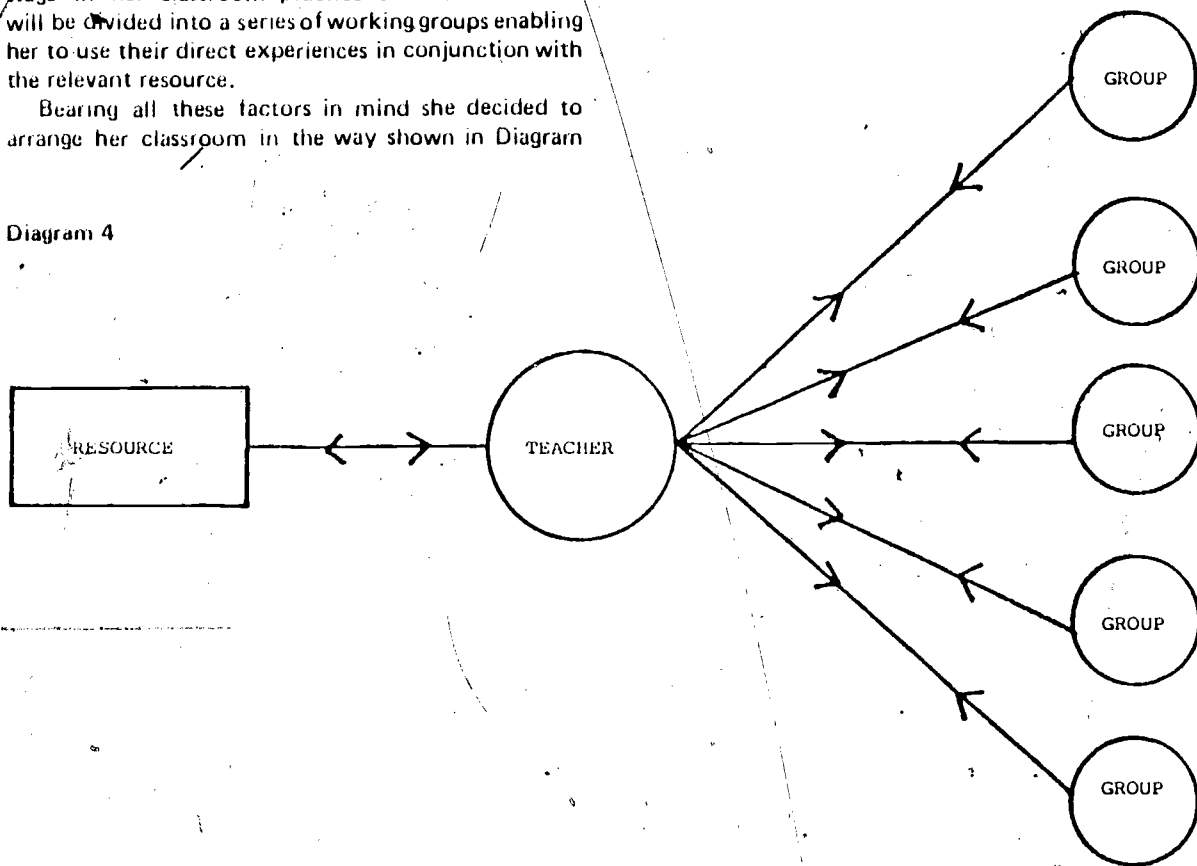 will be divided into a series of working groups enabling
her to use their direct experiences in conjunction with
the relevant resource.
Bearing all these factors in mind she decided to
arrange her classroom in the way shown in Diagram
Diagram 4
GROUP
GROUP
RESOURCE
TEACHER
GROUP
GROUP
GROUP